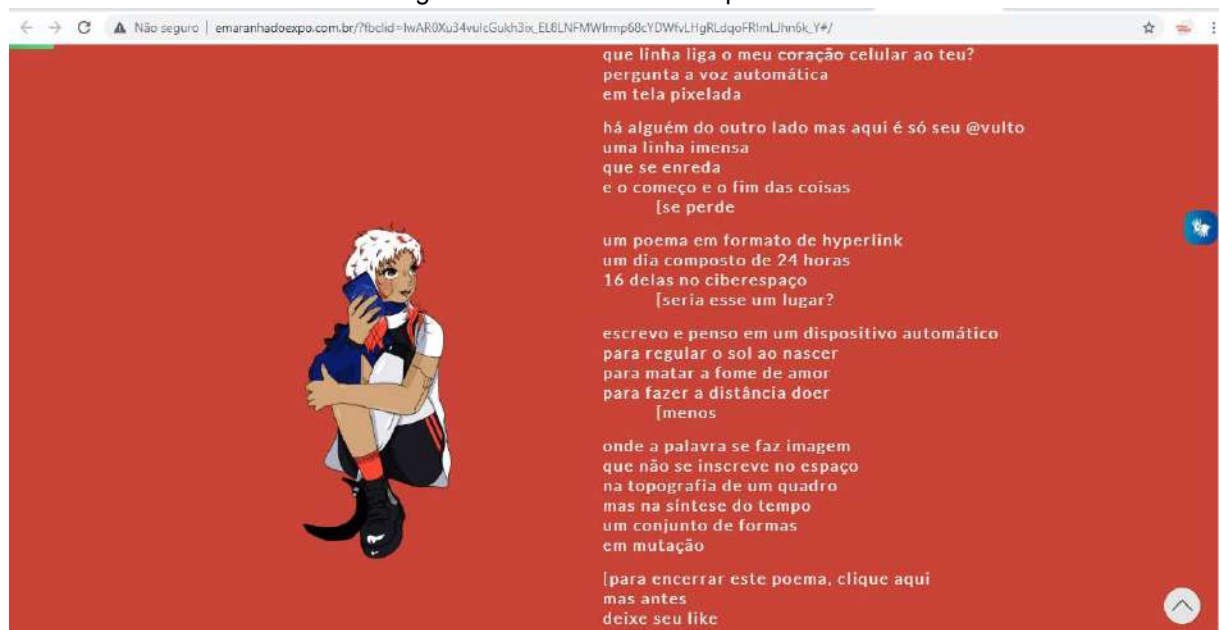 Não seguro
emaranhadoexpo.com.br/?fbclid=
que linha liga o meu coração celular ao teu?
pergunta a voz automática
em tela pixelada
há alguém do outro lado mas aqui é só seu @vulto
uma linha imensa
que se enreda
e o começo e o fim das coisas
[se perde
um poema em formato de hyperlink
um dia composto de 24 horas
16 delas no ciberespaço
[seria esse um lugar?
escrevo e penso em um dispositivo automático
para regular o sol ao nascer
para matar a fome de amor
para fazer a distância doer
[menos
onde a palavra se faz imagem
que não se inscreve no espaço
na topografia de um quadro
mas na síntese do tempo
um conjunto de formas
em mutação
[para encerrar este poema, clique aqui
mas antes
deixe seu like